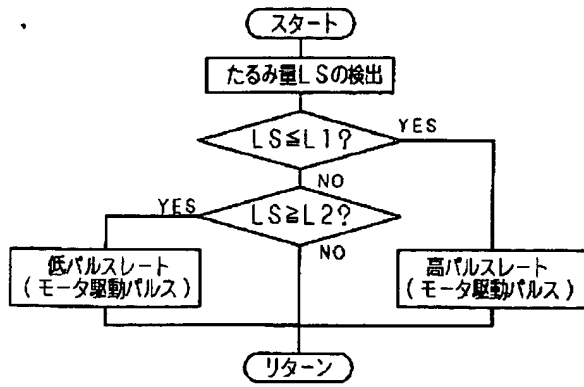 スタート
たるみ量LSの検出
LS≦L1?
YES
NO
LS≧L2?
YES
NO
低パルスレート
(モータ駆動パルス)
高パルスレート
(モータ駆動パルス)
リターン